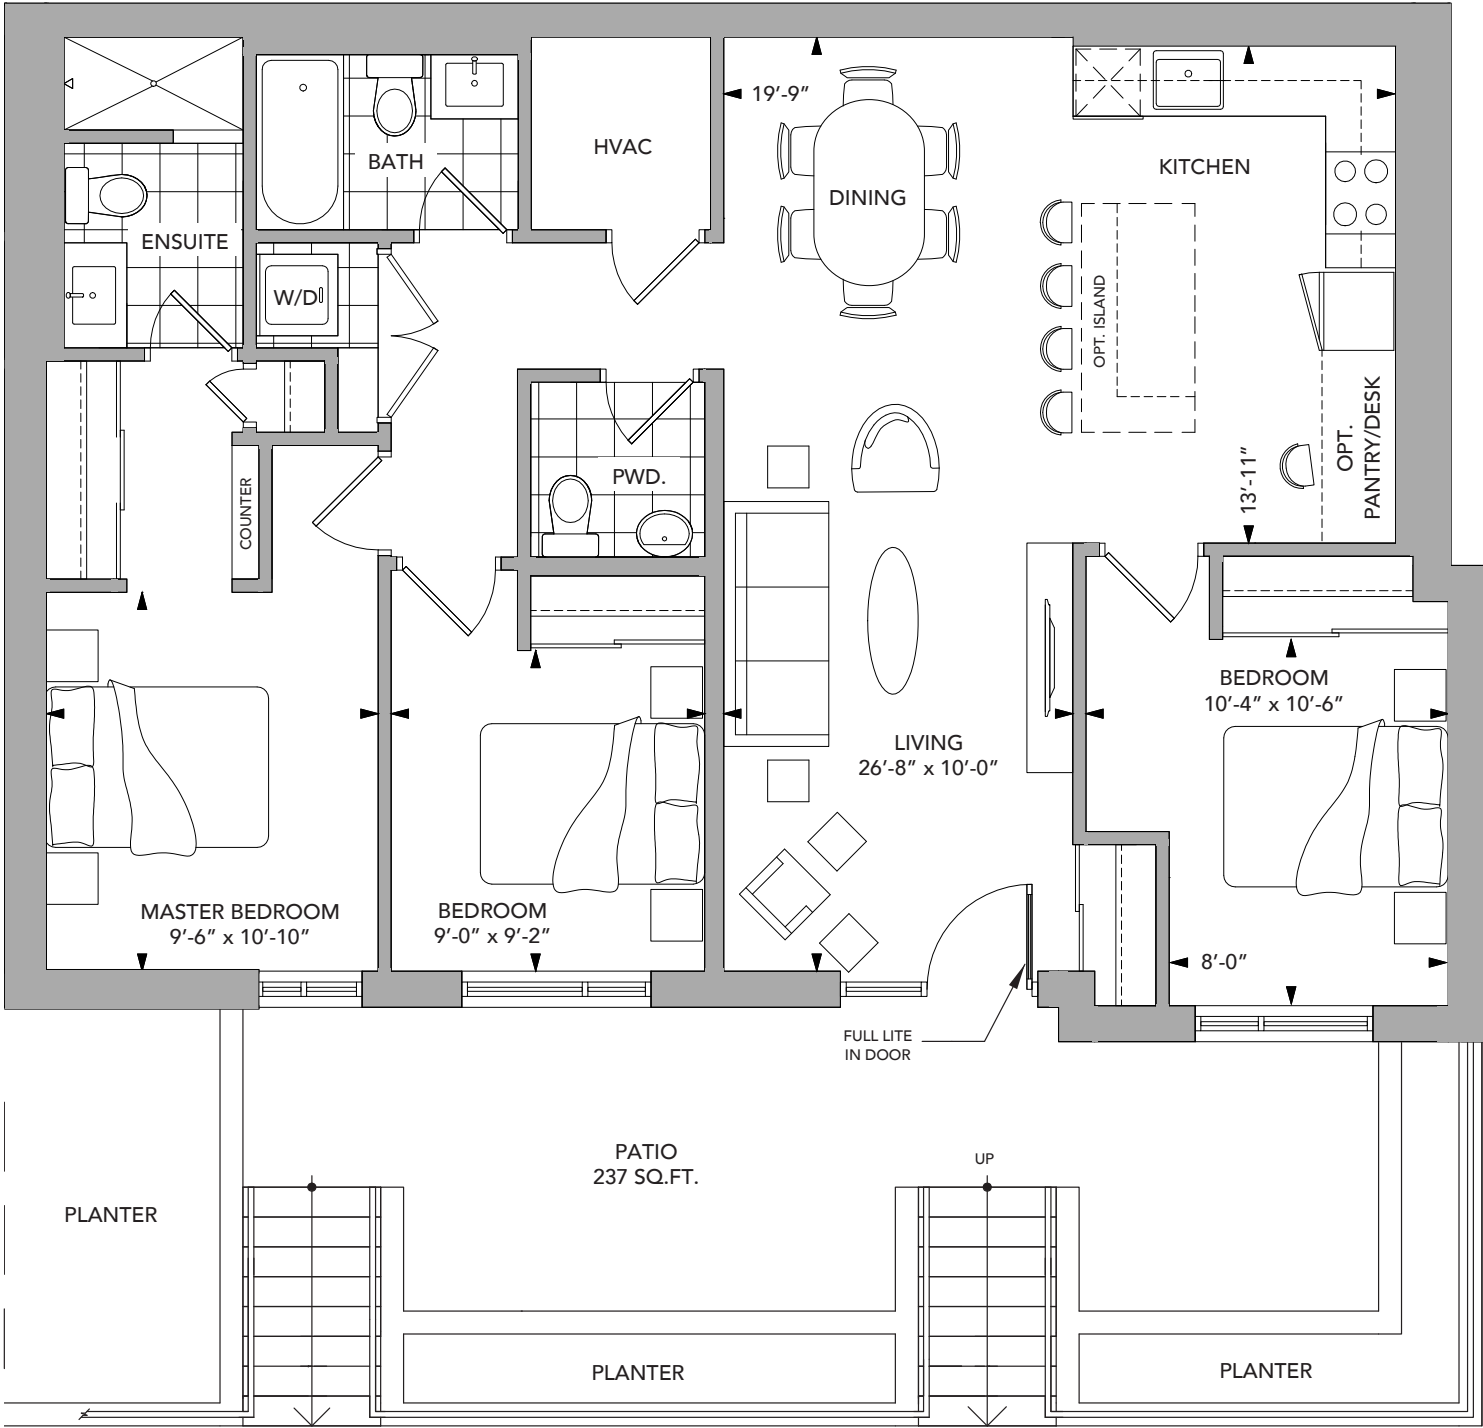 19'-9"
HVAC
BATH
KITCHEN
DINING
ENSUITE
W/D
OPT. ISLAND
OPT.
PANTRY/DESK
13'-11"
PWD.
COUNTER
BEDROOM
10'-4" x 10'-6"
LIVING
26'-8" x 10'-0"
MASTER BEDROOM
9'-6" x 10'-10"
BEDROOM
9'-0" x 9'-2"
8'-0"
FULL LITE
IN DOOR
PATIO
237 SQ.FT.
UP
PLANTER
PLANTER
PLANTER